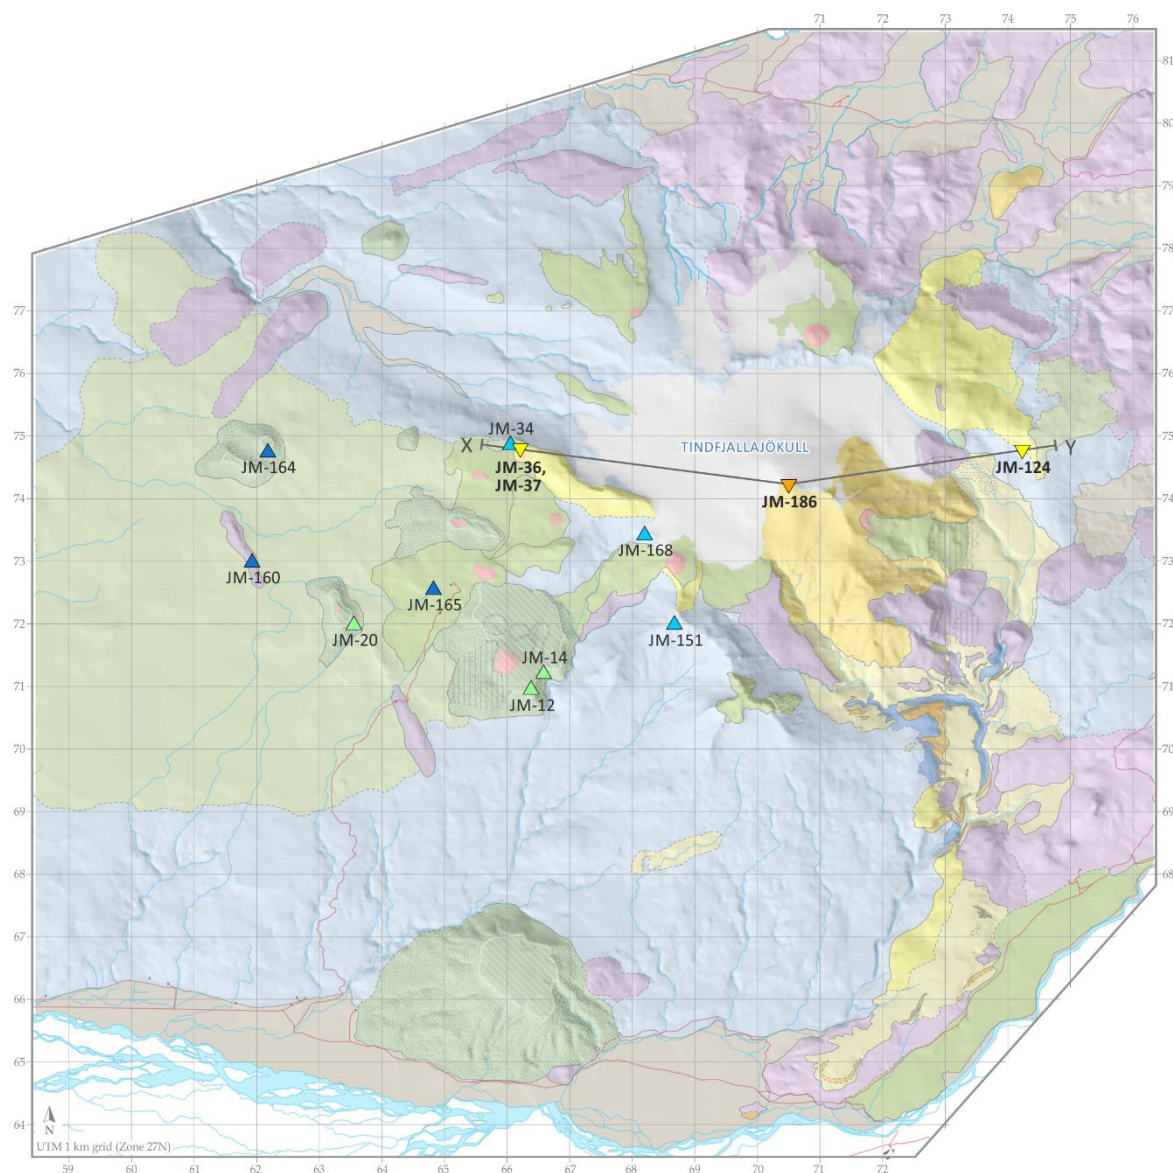 71 72 73 74 75 76
81
80
79
78
77
77
76
76
JM-34
75
X
TINDFJALLAJÖKULL
Y
75
JM-36,
JM-37
JM-124
JM-164
74
JM-186
74
JM-168
73
JM-160
73
JM-165
72
JM-20
JM-151
72
JM-14
71
JM-12
71
70
70
69
69
68
68
67
67
66
66
65
65
64
64
N
UTM 1 km grid (Zone 27N)
59 60 61 62 63 64 65 66 67 68 69 70 71 72